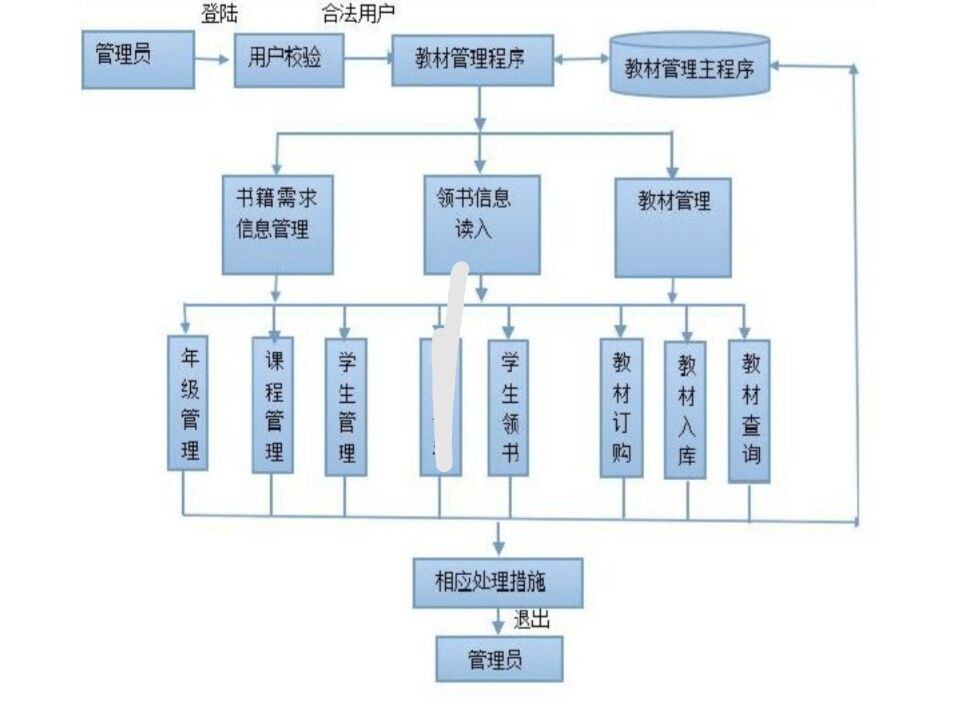 登陆
合法用户
管理员
用户校验
教材管理程序
教材管理主程序
书籍需求
信息管理
领书信息
读入
教材管理
年级管理
课程管理
学生管理
学生领书
教材订购
教材入库
教材查询
相应处理措施
退出
管理员